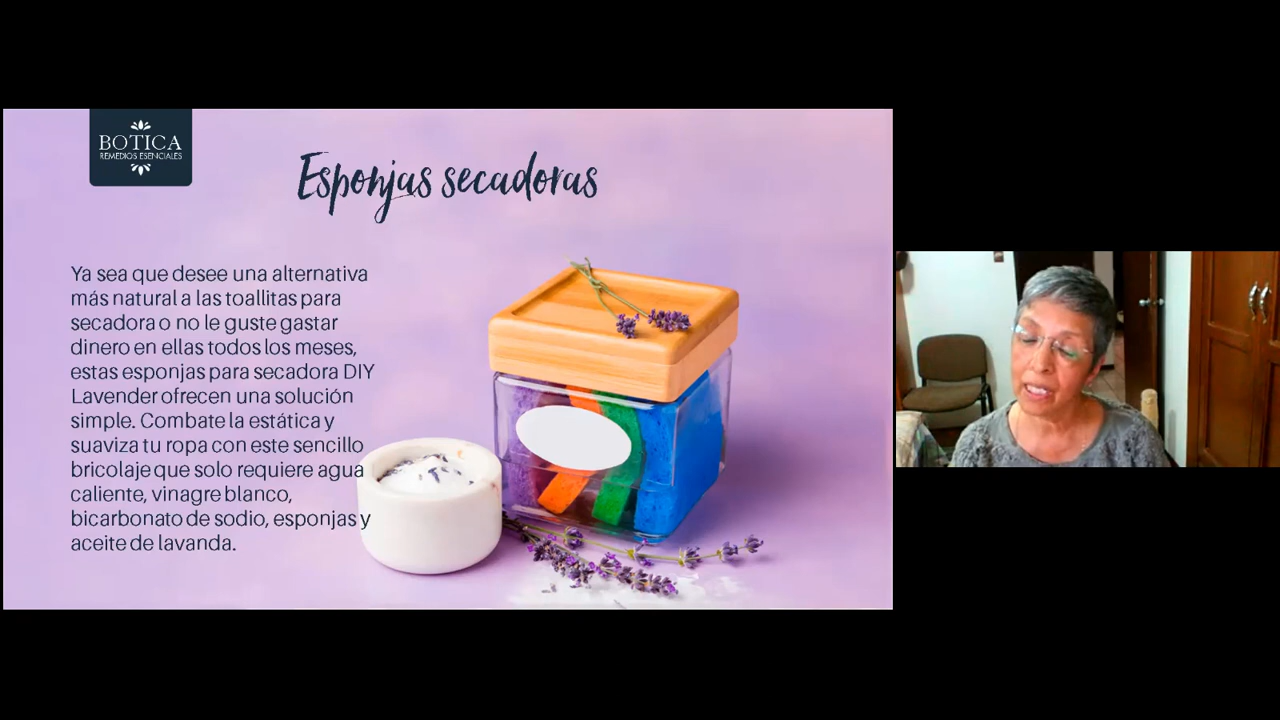 BOTICA
REMEDIOS ESENCIALES
Esponjas secadoras
Ya sea que desee una alternativa
más natural a las toallitas para
secadora o no le guste gastar
dinero en ellas todos los meses,
estas esponjas para secadora DIY
Lavender ofrecen una solución
simple. Combate la estática y
suaviza tu ropa con este sencillo
bricolaje que solo requiere agua
caliente, vinagre blanco,
bicarbonato de sodio, esponjas y
aceite de lavanda.